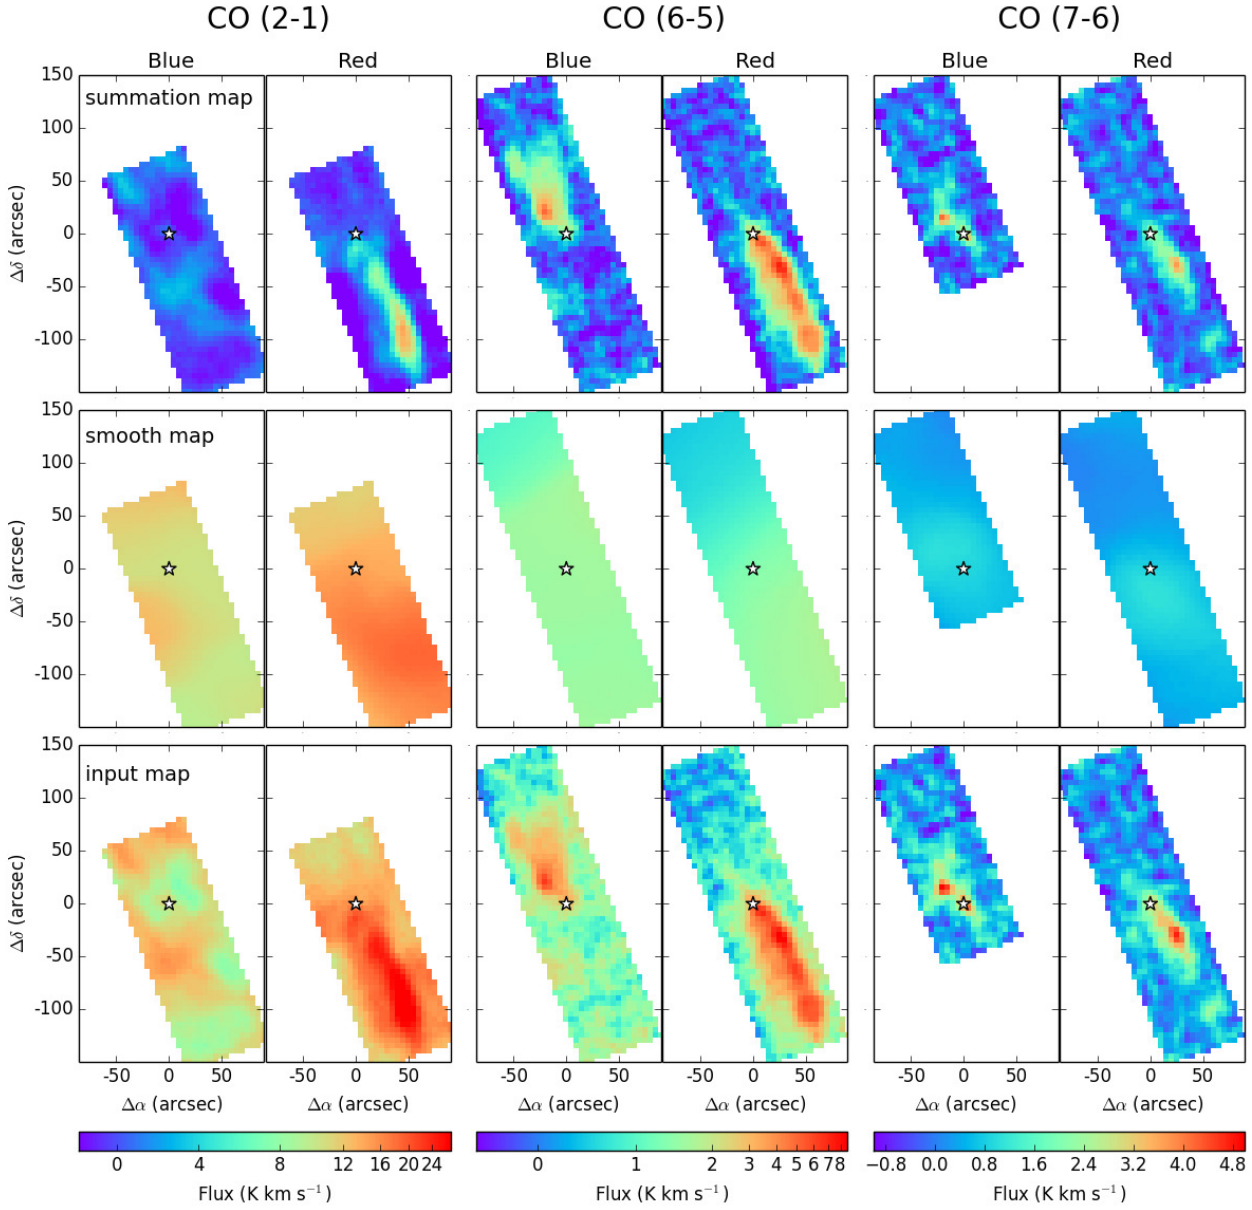 CO (2-1) CO (6-5) CO (7-6)
Blue Red Blue Red Blue Red
summation map
150
100
50
0
-50
-100
Δδ (arcsec)
smooth map
150
100
50
0
-50
-100
Δδ (arcsec)
input map
150
100
50
0
-50
-100
Δδ (arcsec)
-50 0 50 -50 0 50 -50 0 50 -50 0 50 -50 0 50 -50 0 50
Δα (arcsec) Δα (arcsec) Δα (arcsec) Δα (arcsec) Δα (arcsec) Δα (arcsec)
0 4 8 12 16 20 24 0 1 2 3 4 5 6 7 8 −0.8 0.0 0.8 1.6 2.4 3.2 4.0 4.8
Flux (K km s⁻¹) Flux (K km s⁻¹) Flux (K km s⁻¹)